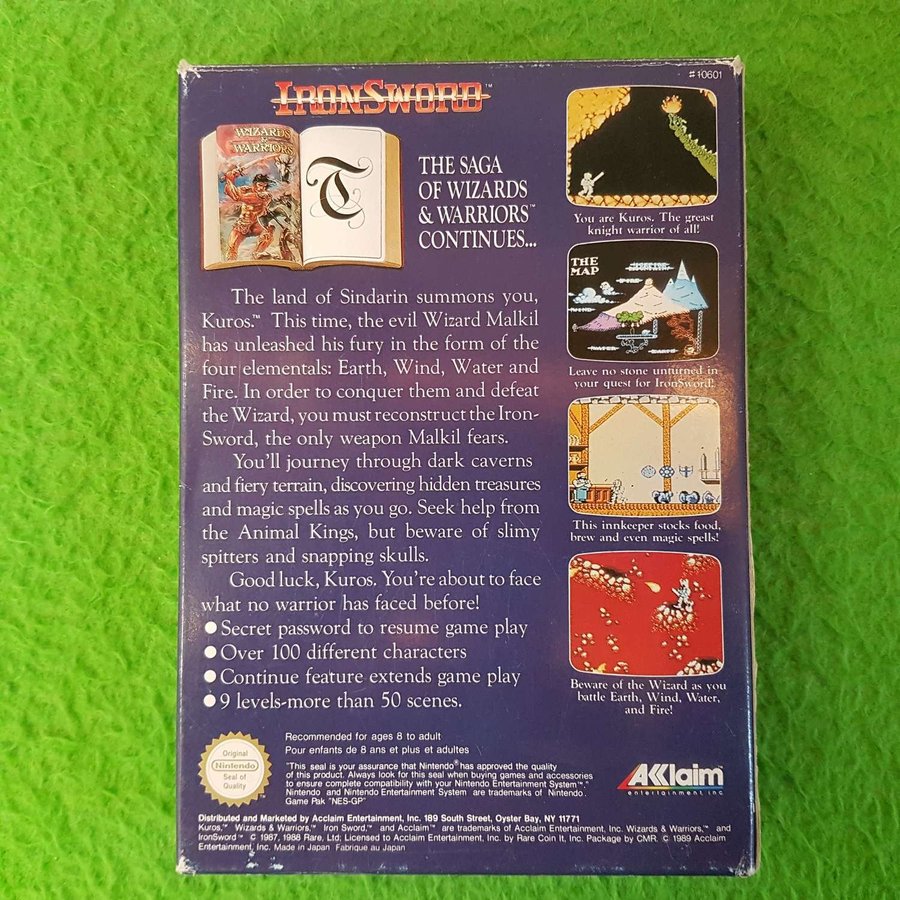 #10601
IRONSWORD™
WIZARDS
&
WARRIORS
T
THE SAGA
OF WIZARDS
& WARRIORS™
CONTINUES...
The land of Sindarin summons you,
Kuros.™ This time, the evil Wizard Malkil
has unleashed his fury in the form of the
four elementals: Earth, Wind, Water and
Fire. In order to conquer them and defeat
the Wizard, you must reconstruct the Iron-
Sword, the only weapon Malkil fears.
You'll journey through dark caverns
and fiery terrain, discovering hidden treasures
and magic spells as you go. Seek help from
the Animal Kings, but beware of slimy
spitters and snapping skulls.
Good luck, Kuros. You're about to face
what no warrior has faced before!
● Secret password to resume game play
● Over 100 different characters
● Continue feature extends game play
● 9 levels-more than 50 scenes.
You are Kuros. The greast
knight warrior of all!
THE
MAP
Leave no stone unturned in
your quest for IronSword!
This innkeeper stocks food,
brew and even magic spells!
Beware of the Wizard as you
battle Earth, Wind, Water,
and Fire!
Original
Nintendo
Seal of
Quality
Recommended for ages 8 to adult
Pour enfants de 8 ans et plus et adultes
"This seal is your assurance that Nintendo® has approved the quality
of this product. Always look for this seal when buying games and accessories
to ensure complete compatibility with your Nintendo Entertainment System™."
Nintendo and Nintendo Entertainment System are trademarks of Nintendo.
Game Pak "NES-GP"
AKklaim
entertainment inc
Distributed and Marketed by Acclaim Entertainment, Inc. 189 South Street, Oyster Bay, NY 11771
Kuros,™ Wizards & Warriors,™ Iron Sword,™ and Acclaim™ are trademarks of Acclaim Entertainment, Inc. Wizards & Warriors,™ and
IronSword™ © 1987, 1988 Rare, Ltd; Licensed to Acclaim Entertainment, Inc. by Rare Coin It, Inc. Package by CMR. © 1989 Acclaim
Entertainment, Inc. Made in Japan Fabrique au Japan